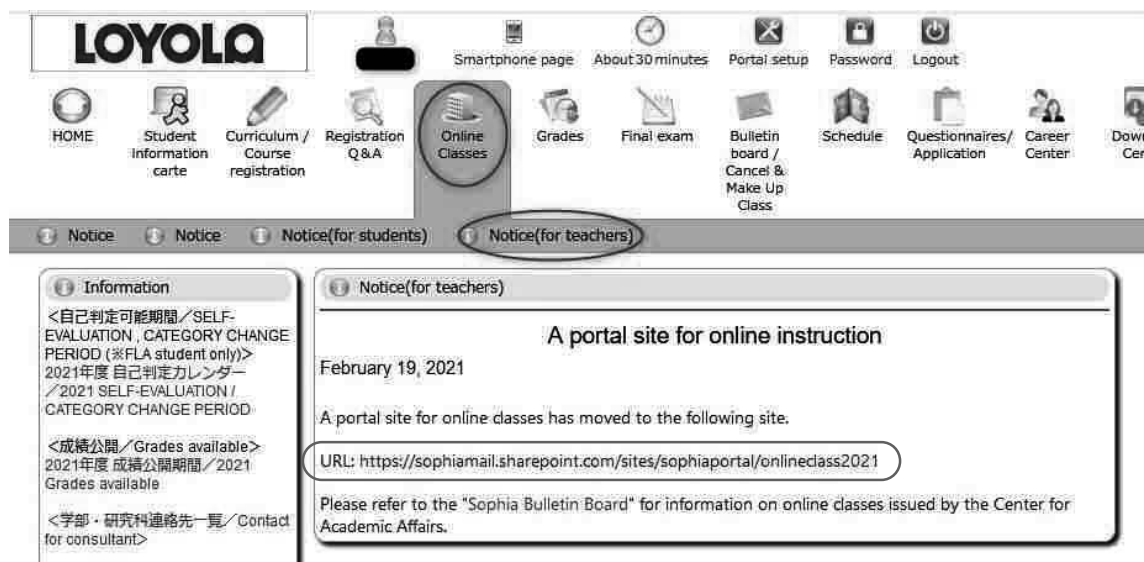 LOYOLA
Smartphone page
About 30 minutes
Portal setup
Password
Logout
HOME
Student
information
carte
Curriculum /
Course
registration
Registration
Q&A
Online
Classes
Grades
Final exam
Bulletin
board /
Cancel &
Make Up
Class
Schedule
Questionnaires/
Application
Career
Center
Down
Cen
Notice
Notice
Notice(for students)
Notice(for teachers)
Information
<自己判定可能期間／SELF-
EVALUATION , CATEGORY CHANGE
PERIOD (※FLA student only)>
2021年度 自己判定カレンダー
／2021 SELF-EVALUATION /
CATEGORY CHANGE PERIOD
<成績公開／Grades available>
2021年度 成績公開期間／2021
Grades available
<学部・研究科連絡先一覧／Contact
for consultant>
Notice(for teachers)
A portal site for online instruction
February 19, 2021
A portal site for online classes has moved to the following site.
URL: https://sophiamail.sharepoint.com/sites/sophiaportal/onlineclass2021
Please refer to the "Sophia Bulletin Board" for information on online classes issued by the Center for
Academic Affairs.